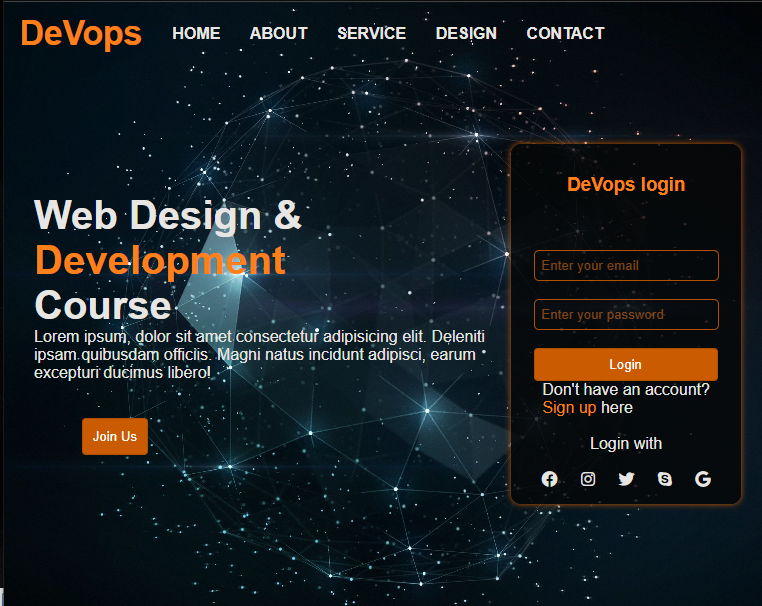 DeVops
HOME ABOUT SERVICE DESIGN CONTACT
Web Design &
Development
Course
Lorem ipsum, dolor sit amet consectetur adipisicing elit. Deleniti
ipsam quibusdam officiis. Magni natus incidunt adipisci, earum
excepturi ducimus libero!
Join Us
DeVops login
Enter your email
Enter your password
Login
Don't have an account?
Sign up here
Login with